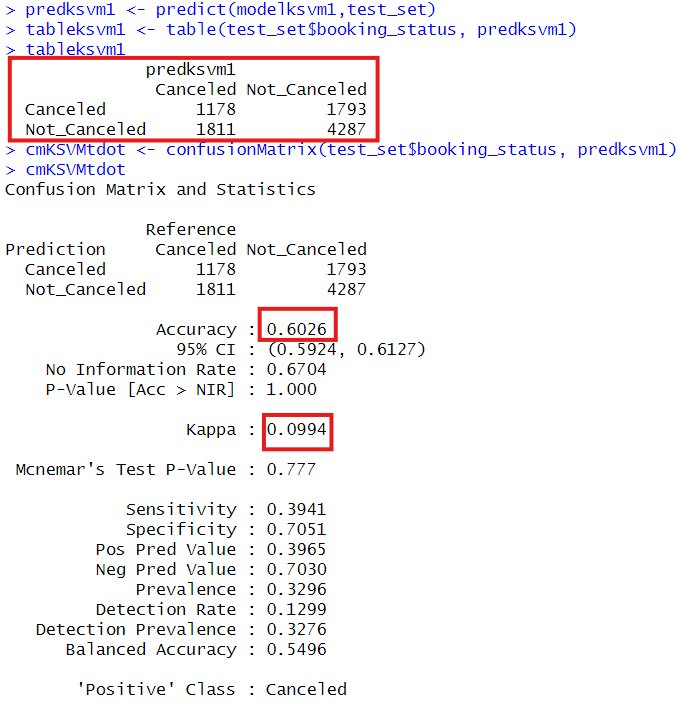 > predksvm1 <- predict(modelksvm1,test_set)
> tableksvm1 <- table(test_set$booking_status, predksvm1)
> tableksvm1
predksvm1
Canceled Not_Canceled
Canceled 1178 1793
Not_Canceled 1811 4287
> cmKSVMtdot <- confusionMatrix(test_set$booking_status, predksvm1)
> cmKSVMtdot
Confusion Matrix and Statistics
Reference
Prediction Canceled Not_Canceled
Canceled 1178 1793
Not_Canceled 1811 4287
Accuracy : 0.6026
95% CI : (0.5924, 0.6127)
No Information Rate : 0.6704
P-Value [Acc > NIR] : 1.000
Kappa : 0.0994
Mcnemar's Test P-Value : 0.777
Sensitivity : 0.3941
Specificity : 0.7051
Pos Pred Value : 0.3965
Neg Pred Value : 0.7030
Prevalence : 0.3296
Detection Rate : 0.1299
Detection Prevalence : 0.3276
Balanced Accuracy : 0.5496
'Positive' Class : Canceled